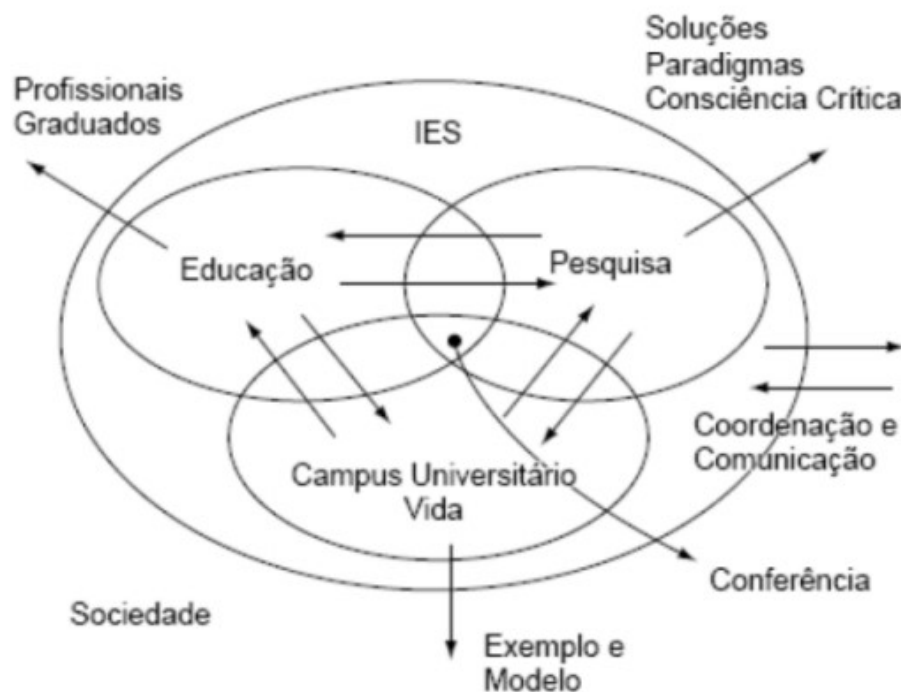 Soluções
Paradigmas
Consciência Crítica
Profissionais
Graduados
IES
Educação
Pesquisa
Campus Universitário
Vida
Coordenação e
Comunicação
Conferência
Sociedade
Exemplo e
Modelo